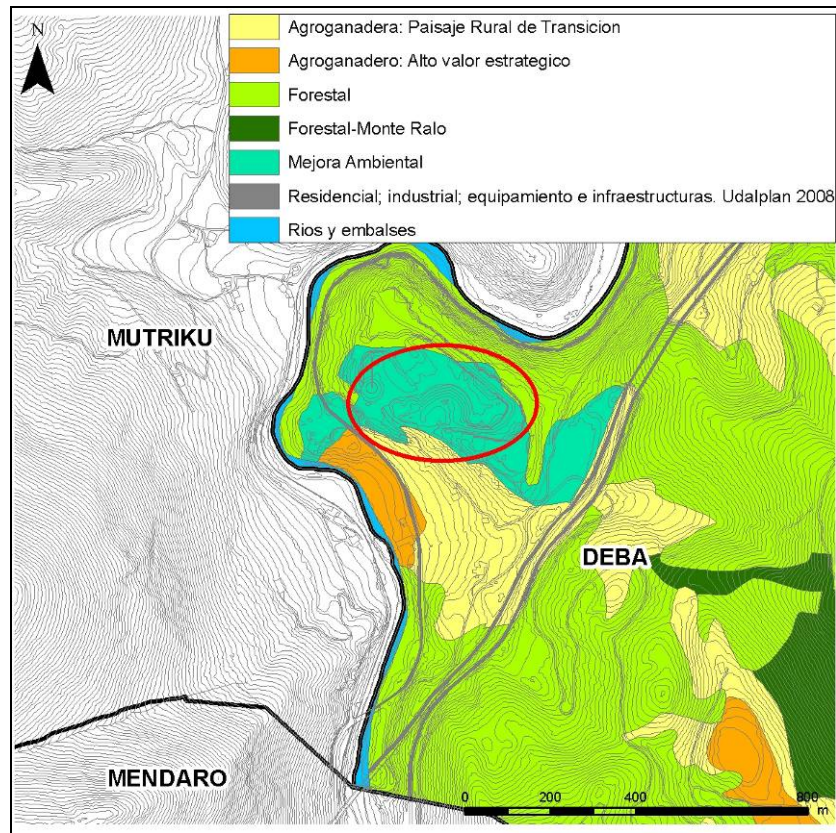 N
Agroganadera: Paisaje Rural de Transicion
Agroganadero: Alto valor estrategico
Forestal
Forestal-Monte Ralo
Mejora Ambiental
Residencial; industrial; equipamiento e infraestructuras. Udalplan 2008
Rios y embalses
MUTRIKU
DEBA
MENDARO
0 200 400 800
m